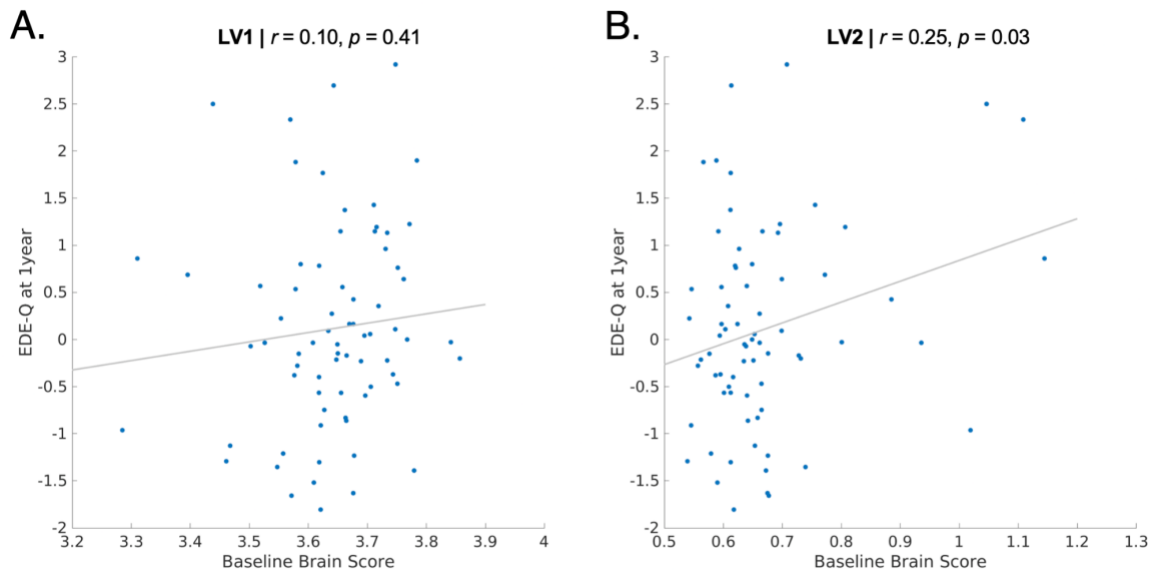 A.
LV1 | r = 0.10, p = 0.41
3
2.5
2
1.5
1
0.5
0
-0.5
-1
-1.5
-2
EDE-Q at 1year
3.2 3.3 3.4 3.5 3.6 3.7 3.8 3.9 4
Baseline Brain Score
B.
LV2 | r = 0.25, p = 0.03
3
2.5
2
1.5
1
0.5
0
-0.5
-1
-1.5
-2
EDE-Q at 1year
0.5 0.6 0.7 0.8 0.9 1 1.1 1.2 1.3
Baseline Brain Score